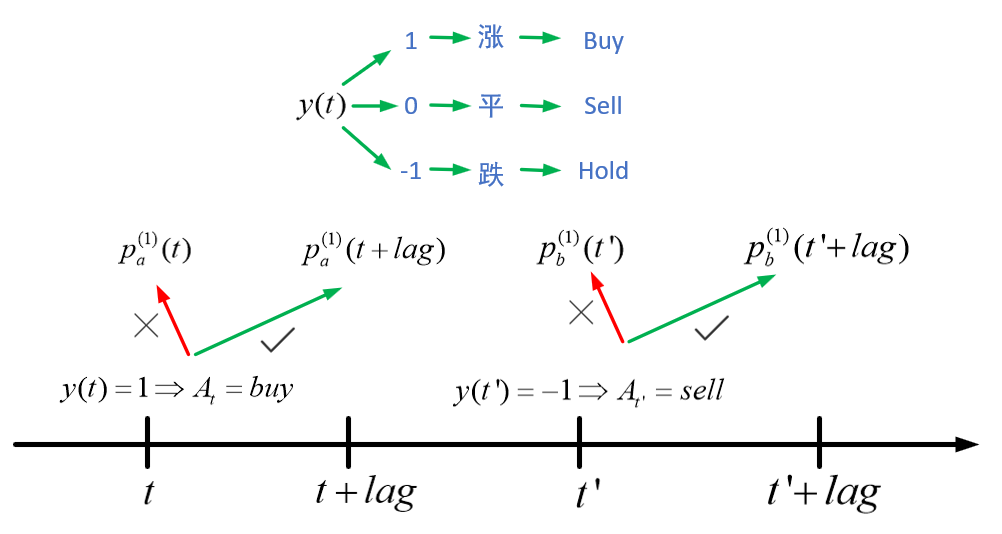 1 涨 Buy
y(t) 0 平 Sell
-1 跌 Hold
p_a^{(1)}(t) p_a^{(1)}(t+lag) p_b^{(1)}(t') p_b^{(1)}(t'+lag)
y(t)=1⇒A_t=buy y(t')=−1⇒A_{t'}=sell
t t+lag t' t'+lag